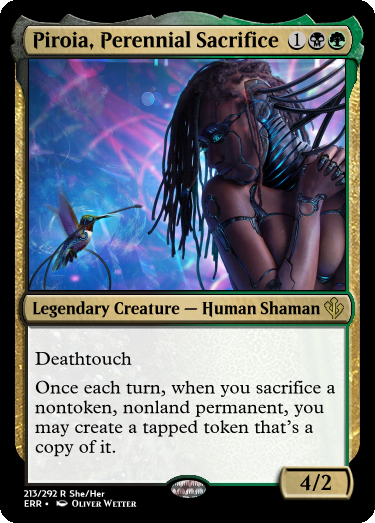 Piroia, Perennial Sacrifice 1
Legendary Creature — Human Shaman
Deathtouch
Once each turn, when you sacrifice a
nontoken, nonland permanent, you
may create a tapped token that's a
copy of it.
4/2
213/292 R She/Her
ERR • Oliver Wetter